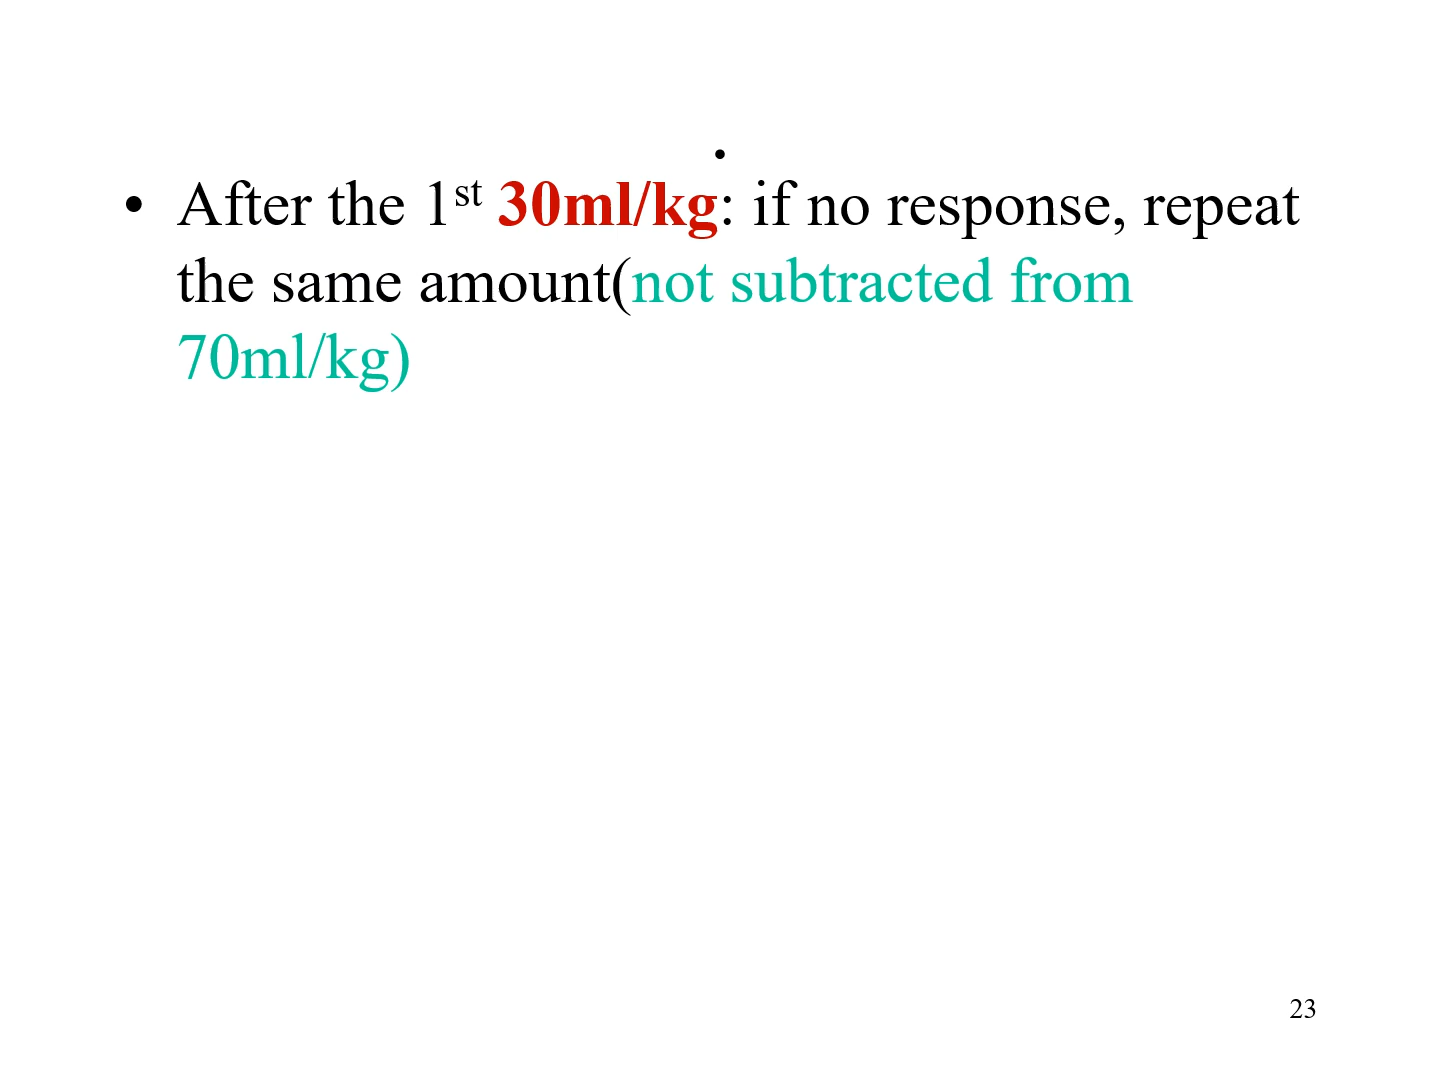 .
• After the 1st 30ml/kg: if no response, repeat
the same amount(not subtracted from
70ml/kg)
23